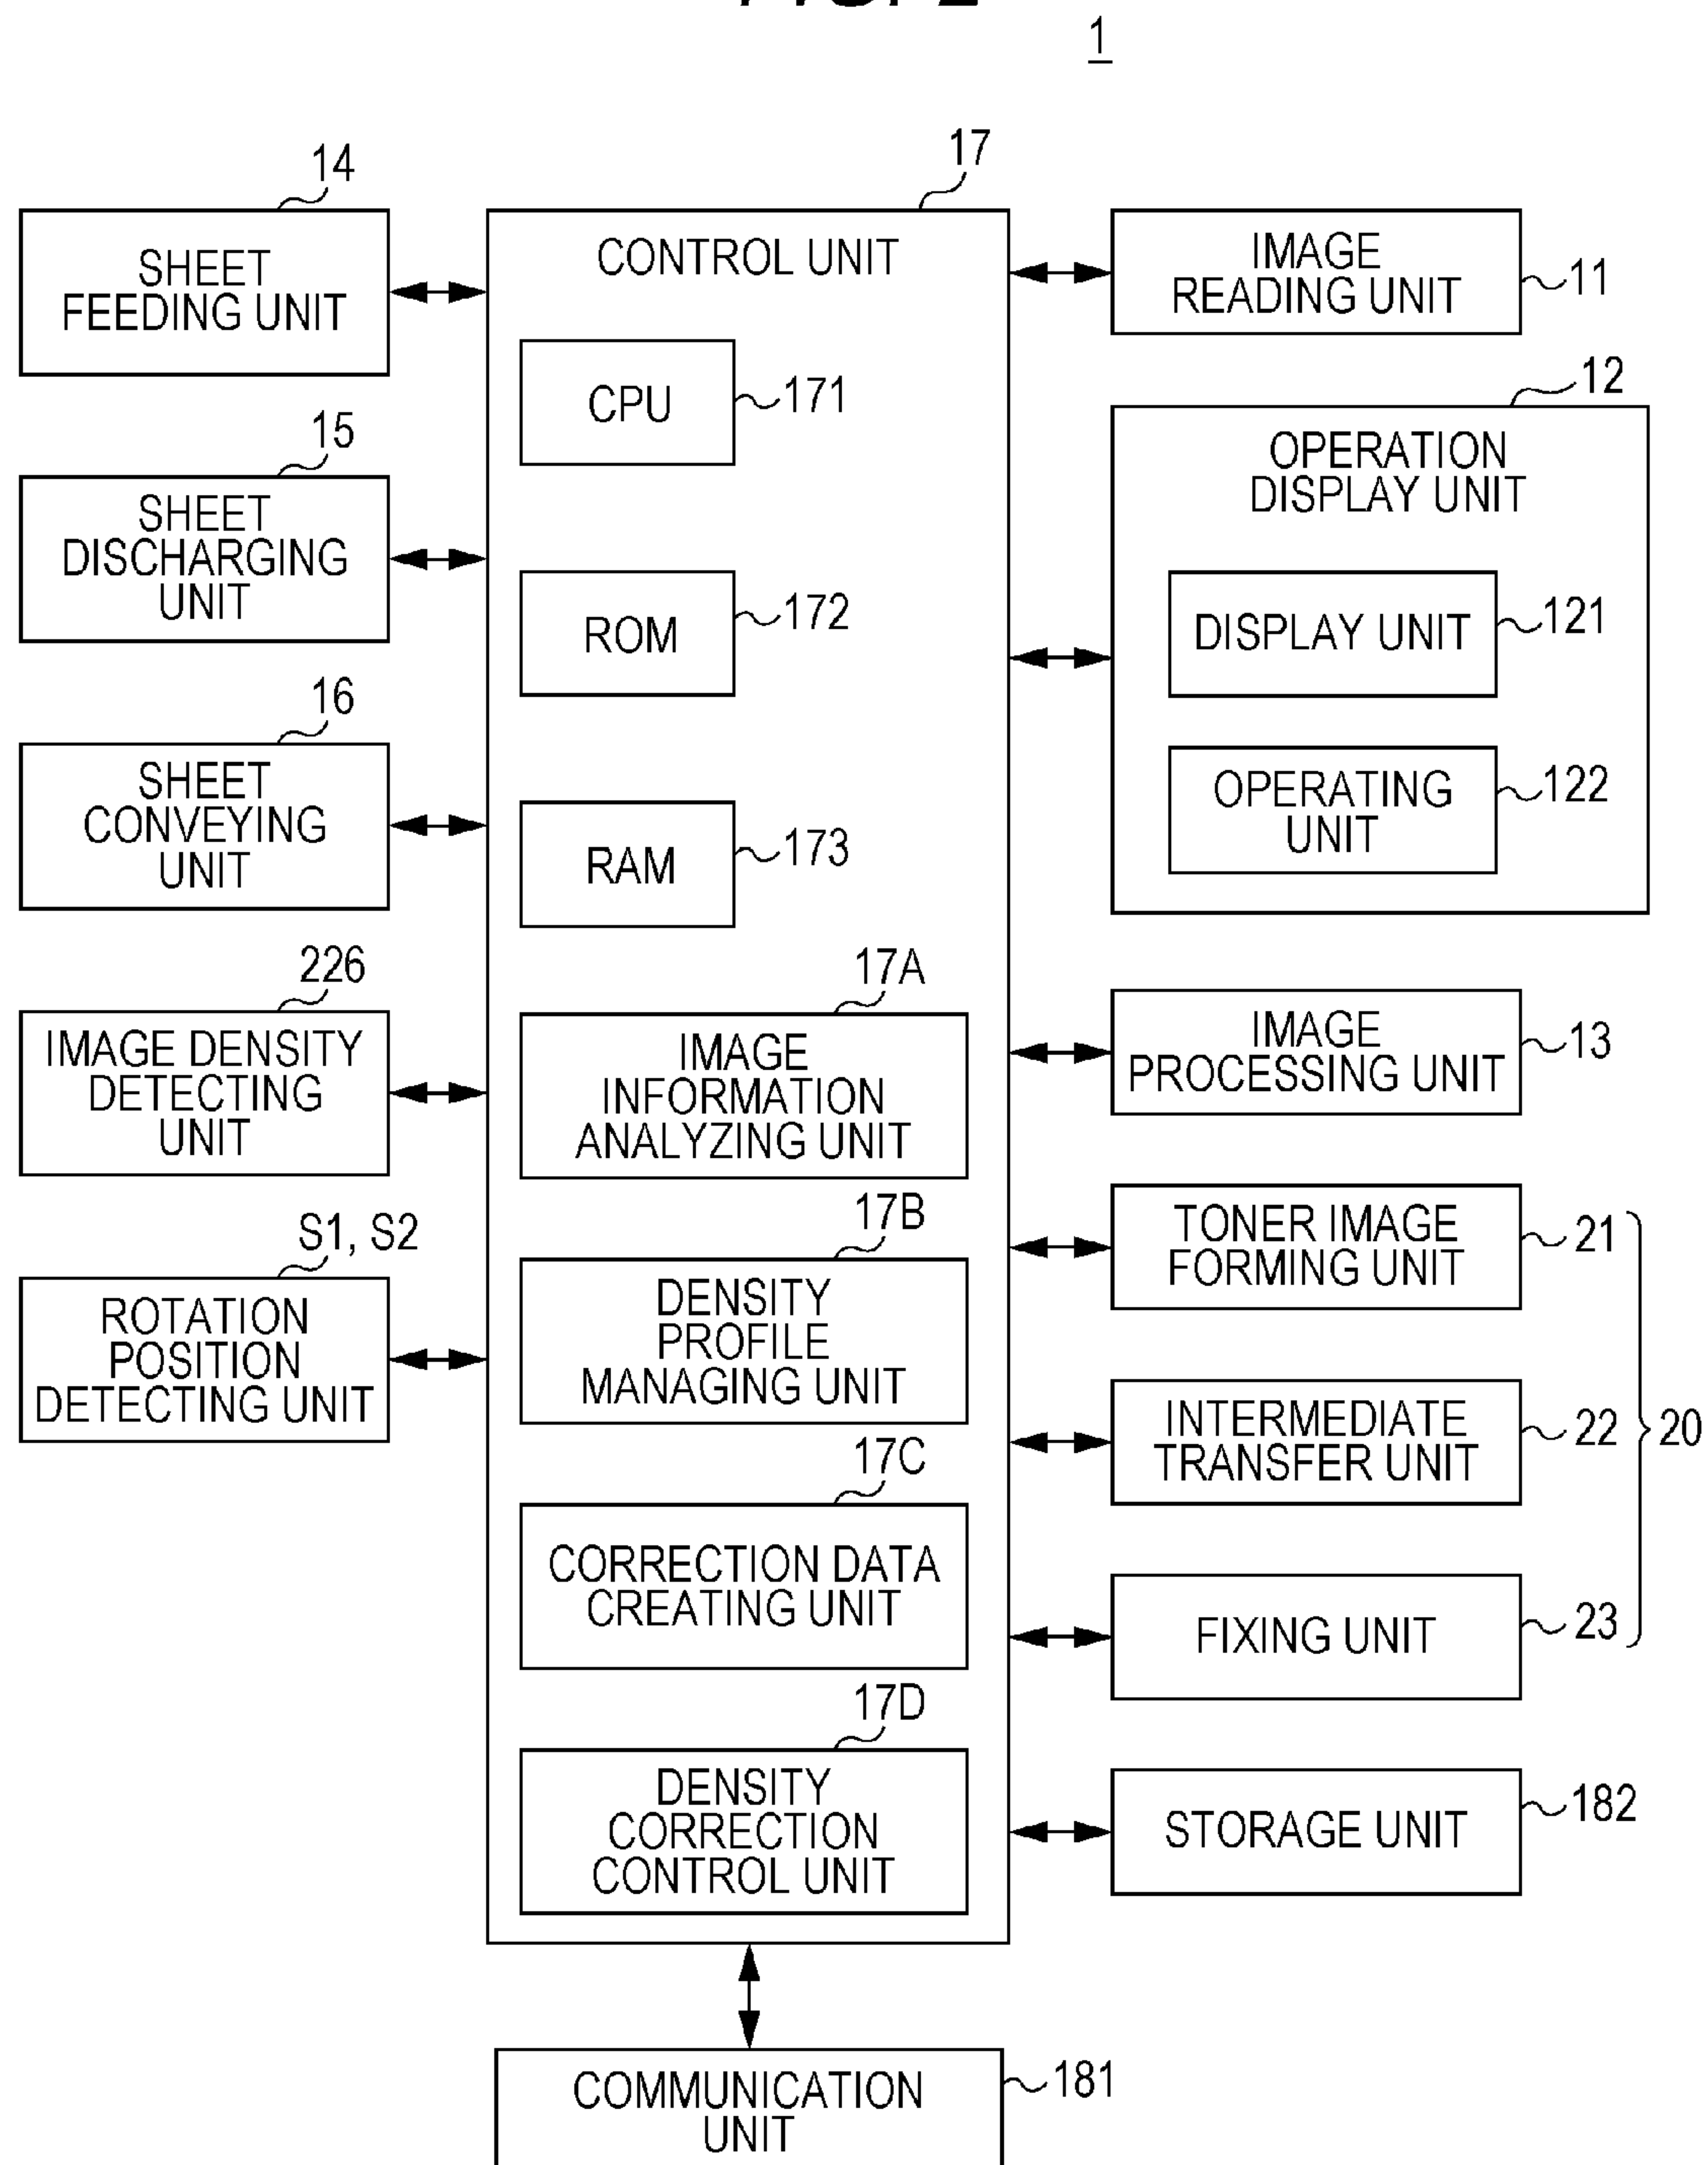 1
14
SHEET
FEEDING UNIT
15
SHEET
DISCHARGING
UNIT
16
SHEET
CONVEYING
UNIT
226
IMAGE DENSITY
DETECTING
UNIT
S1, S2
ROTATION
POSITION
DETECTING UNIT
17
CONTROL UNIT
CPU
171
ROM
172
RAM
173
17A
IMAGE
INFORMATION
ANALYZING UNIT
17B
DENSITY
PROFILE
MANAGING UNIT
17C
CORRECTION DATA
CREATING UNIT
17D
DENSITY
CORRECTION
CONTROL UNIT
IMAGE
READING UNIT
11
12
OPERATION
DISPLAY UNIT
DISPLAY UNIT
121
OPERATING
UNIT
122
IMAGE
PROCESSING UNIT
13
TONER IMAGE
FORMING UNIT
21
INTERMEDIATE
TRANSFER UNIT
22
20
FIXING UNIT
23
STORAGE UNIT
182
COMMUNICATION
UNIT
181